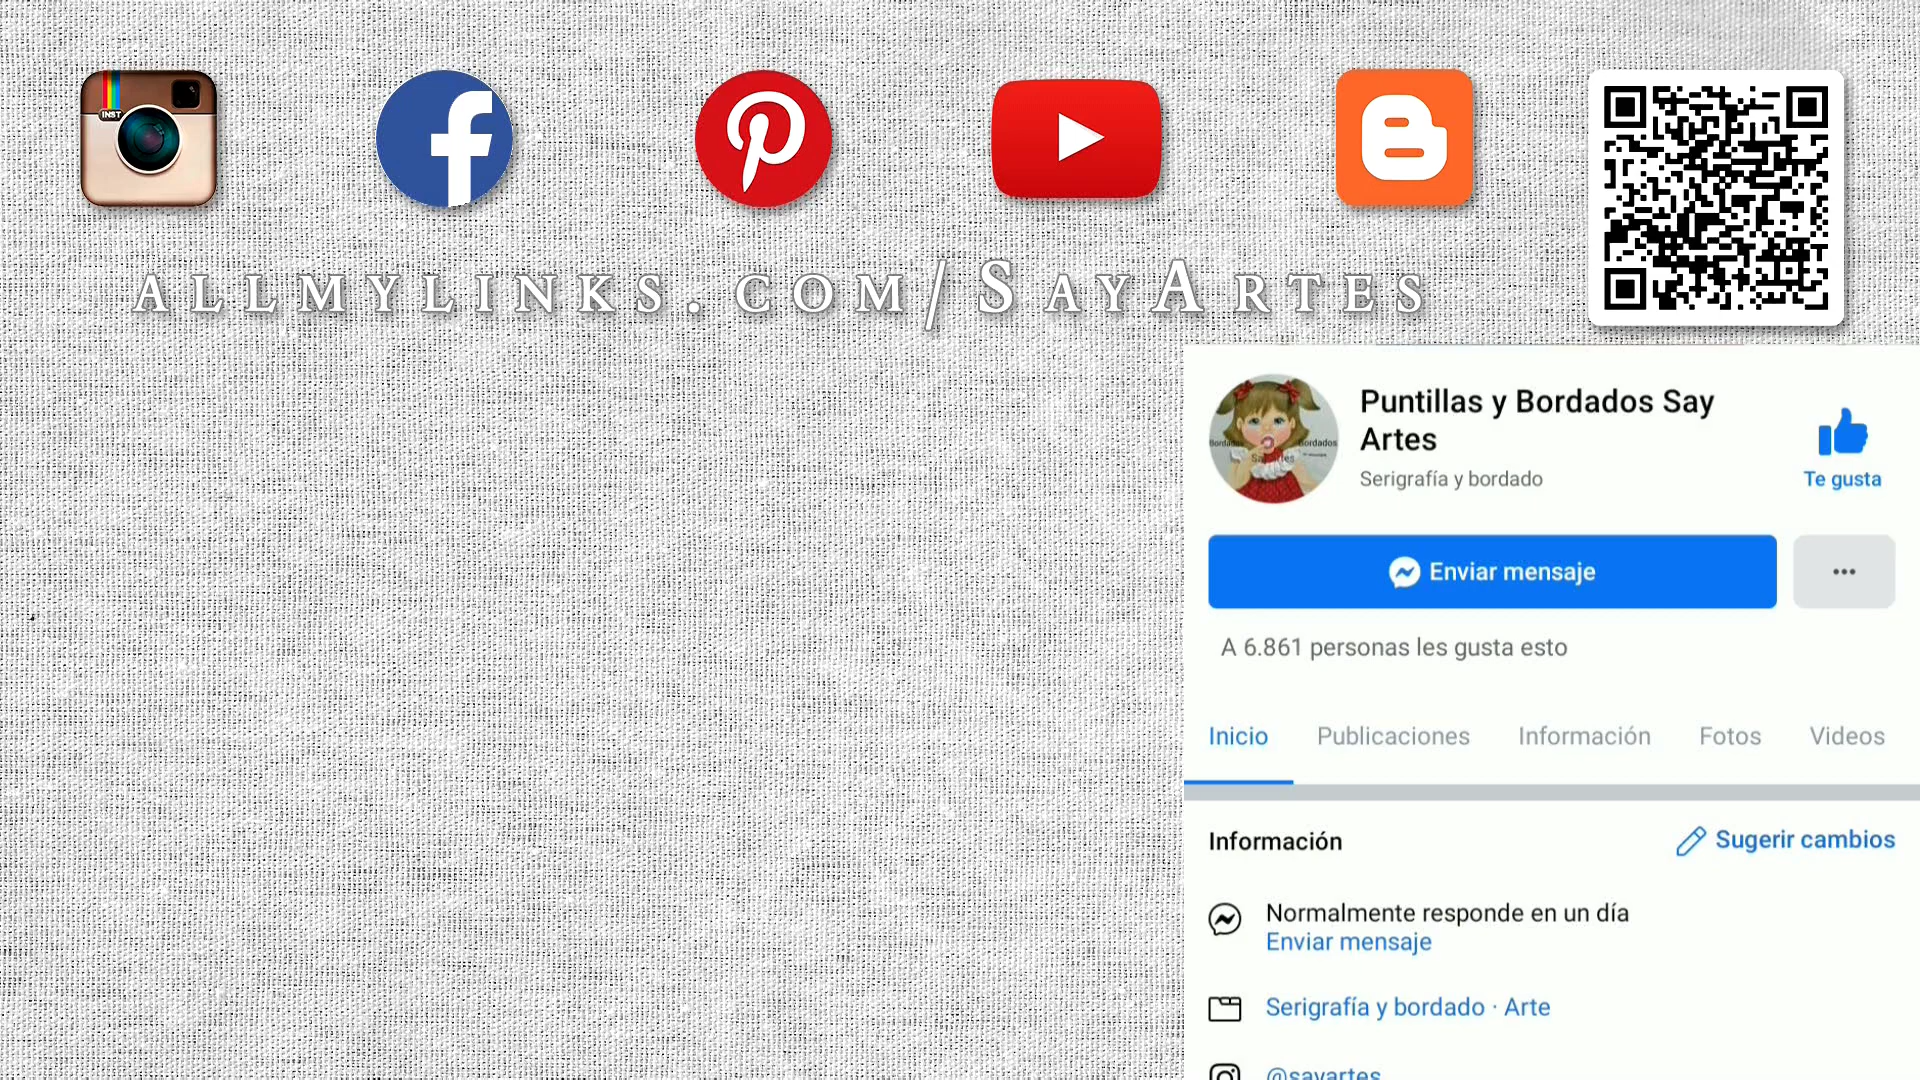 INST
allmylinks.com/SayArtes
Puntillas y Bordados Say
Artes
Serigrafía y bordado
Te gusta
Enviar mensaje
A 6.861 personas les gusta esto
Inicio Publicaciones Información Fotos Videos
Información
Sugerir cambios
Normalmente responde en un día
Enviar mensaje
Serigrafía y bordado · Arte
@sayartes